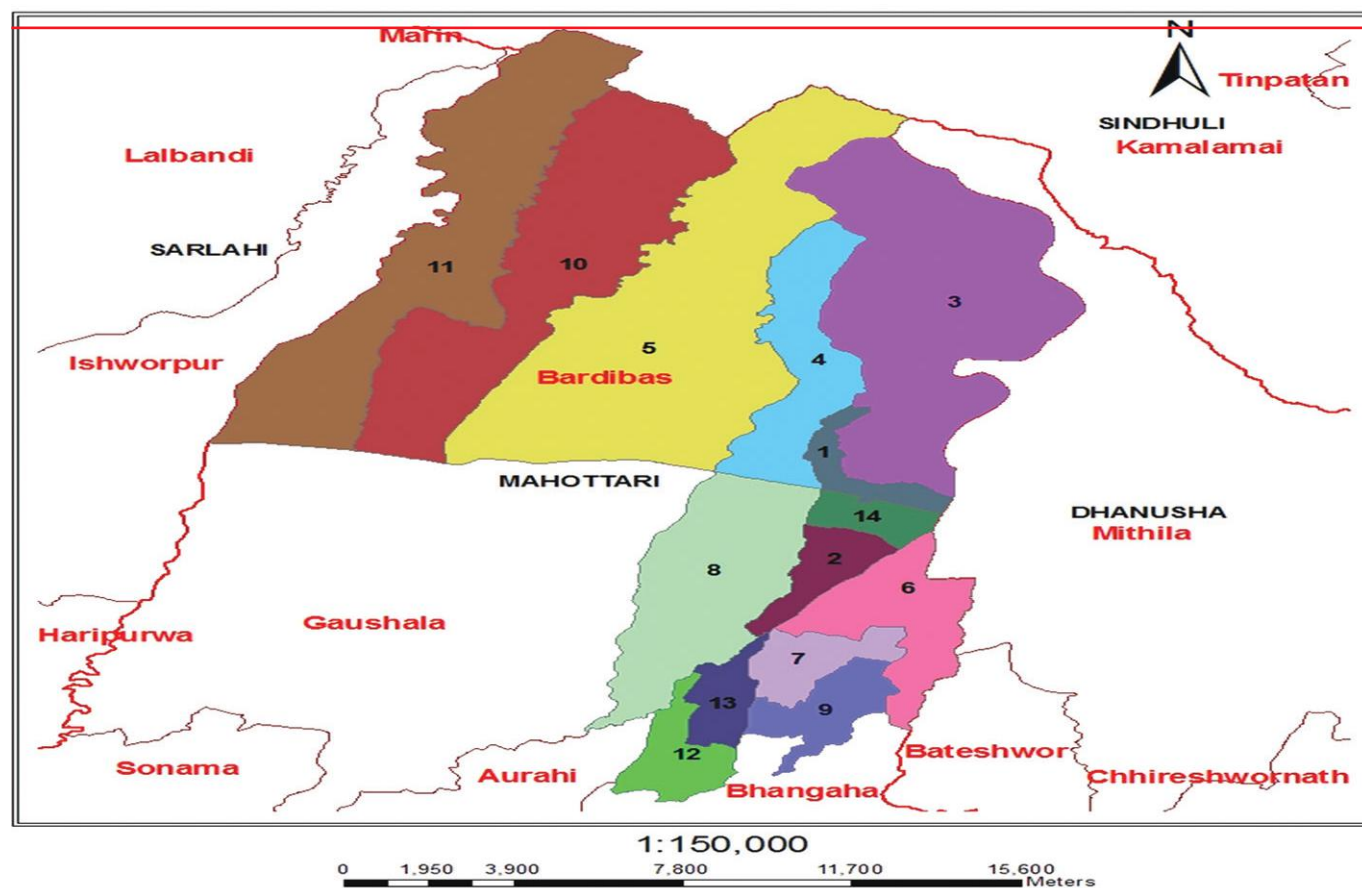 Marin
N
Tinpatan
SINDHULI
Kamalamai
Lalbandi
SARLAHI
11
10
3
Ishworpur
5
4
Bardibas
1
MAHOTTARI
14
DHANUSHA
Mithila
2
8
6
Gaushala
Haripurwa
7
13
9
12
Bateshwor
Sonama
Aurahi
Bhangaha
Chhireshwornath
1:150,000
0 1,950 3,900 7,800 11,700 15,600
Meters